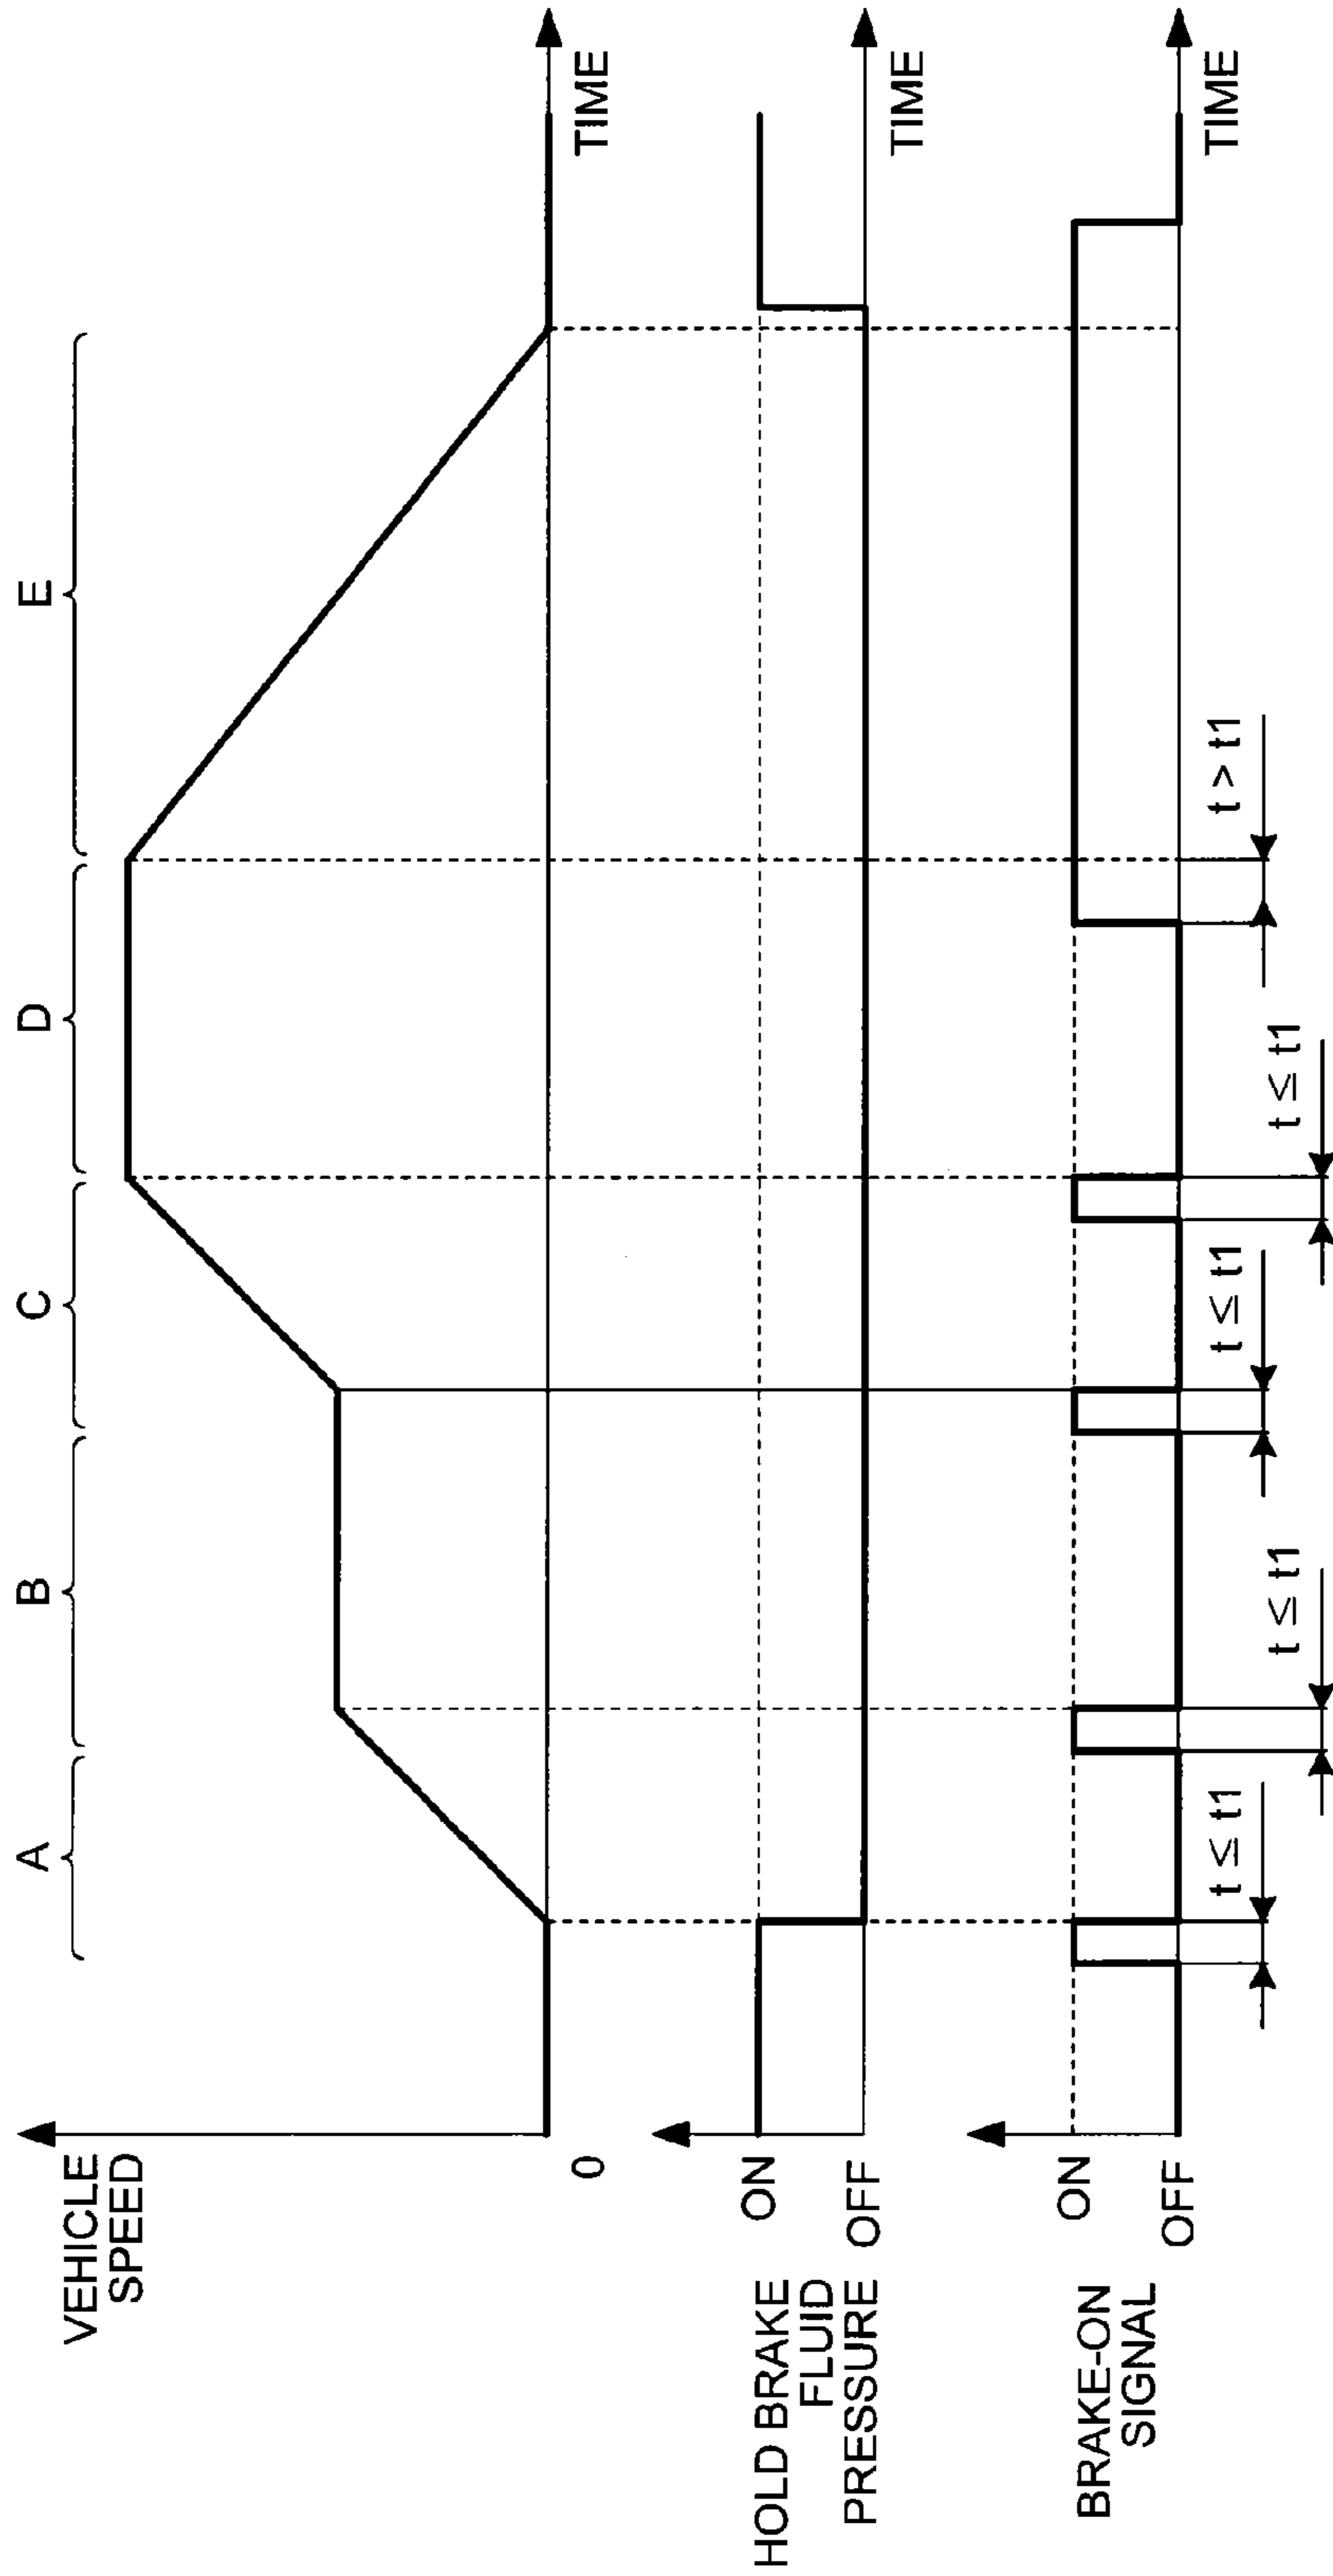 A
B
C
D
E
VEHICLE
SPEED
0
TIME
HOLD BRAKE
FLUID
PRESSURE
ON
OFF
TIME
BRAKE-ON
SIGNAL
ON
OFF
TIME
t ≤ t1
t ≤ t1
t ≤ t1
t ≤ t1
t > t1